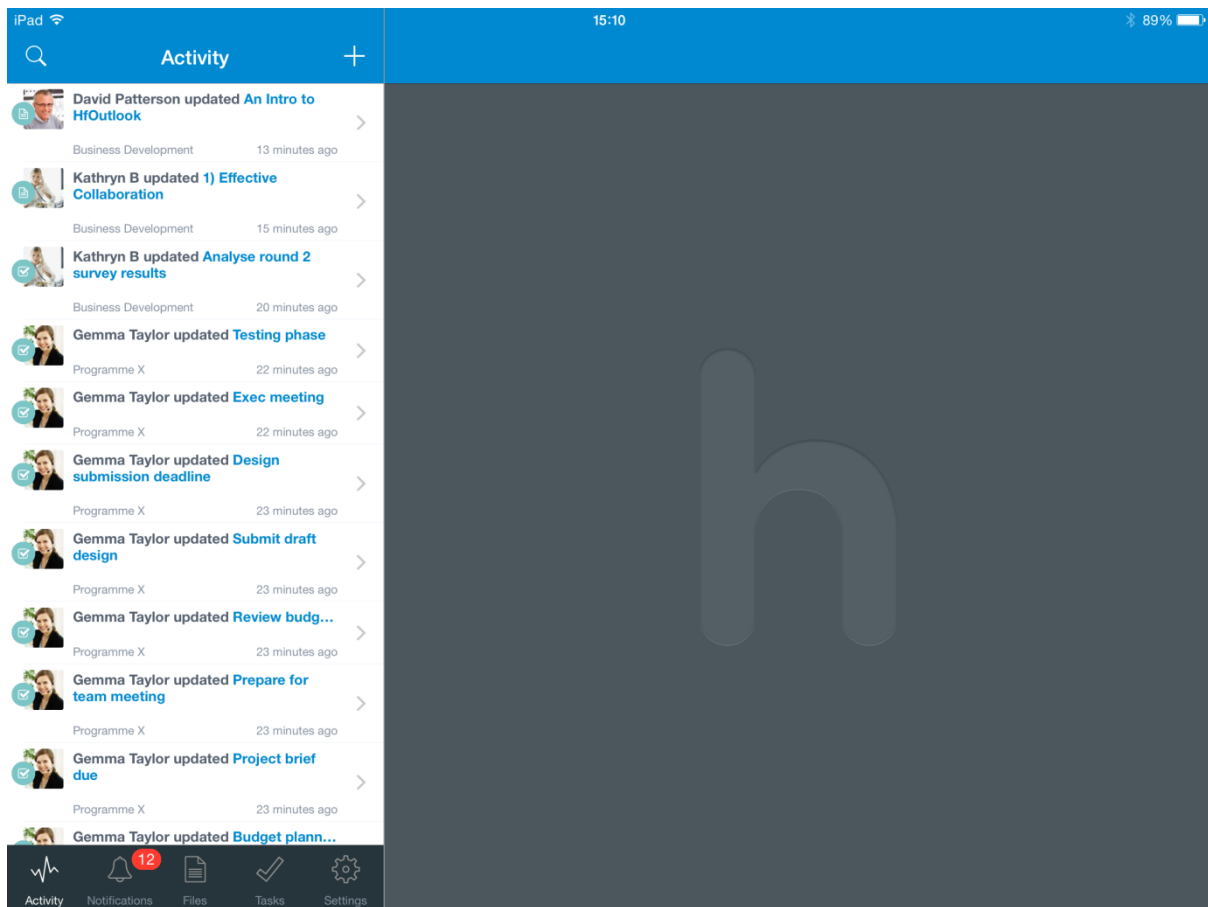 iPad 15:10 89%
Activity
David Patterson updated An Intro to
HfOutlook
Business Development 13 minutes ago
Kathryn B updated 1) Effective
Collaboration
Business Development 15 minutes ago
Kathryn B updated Analyse round 2
survey results
Business Development 20 minutes ago
Gemma Taylor updated Testing phase
Programme X 22 minutes ago
Gemma Taylor updated Exec meeting
Programme X 22 minutes ago
Gemma Taylor updated Design
submission deadline
Programme X 23 minutes ago
Gemma Taylor updated Submit draft
design
Programme X 23 minutes ago
Gemma Taylor updated Review budg...
Programme X 23 minutes ago
Gemma Taylor updated Prepare for
team meeting
Programme X 23 minutes ago
Gemma Taylor updated Project brief
due
Programme X 23 minutes ago
Gemma Taylor updated Budget plann...
12
Activity Notifications Files Tasks Settings
h